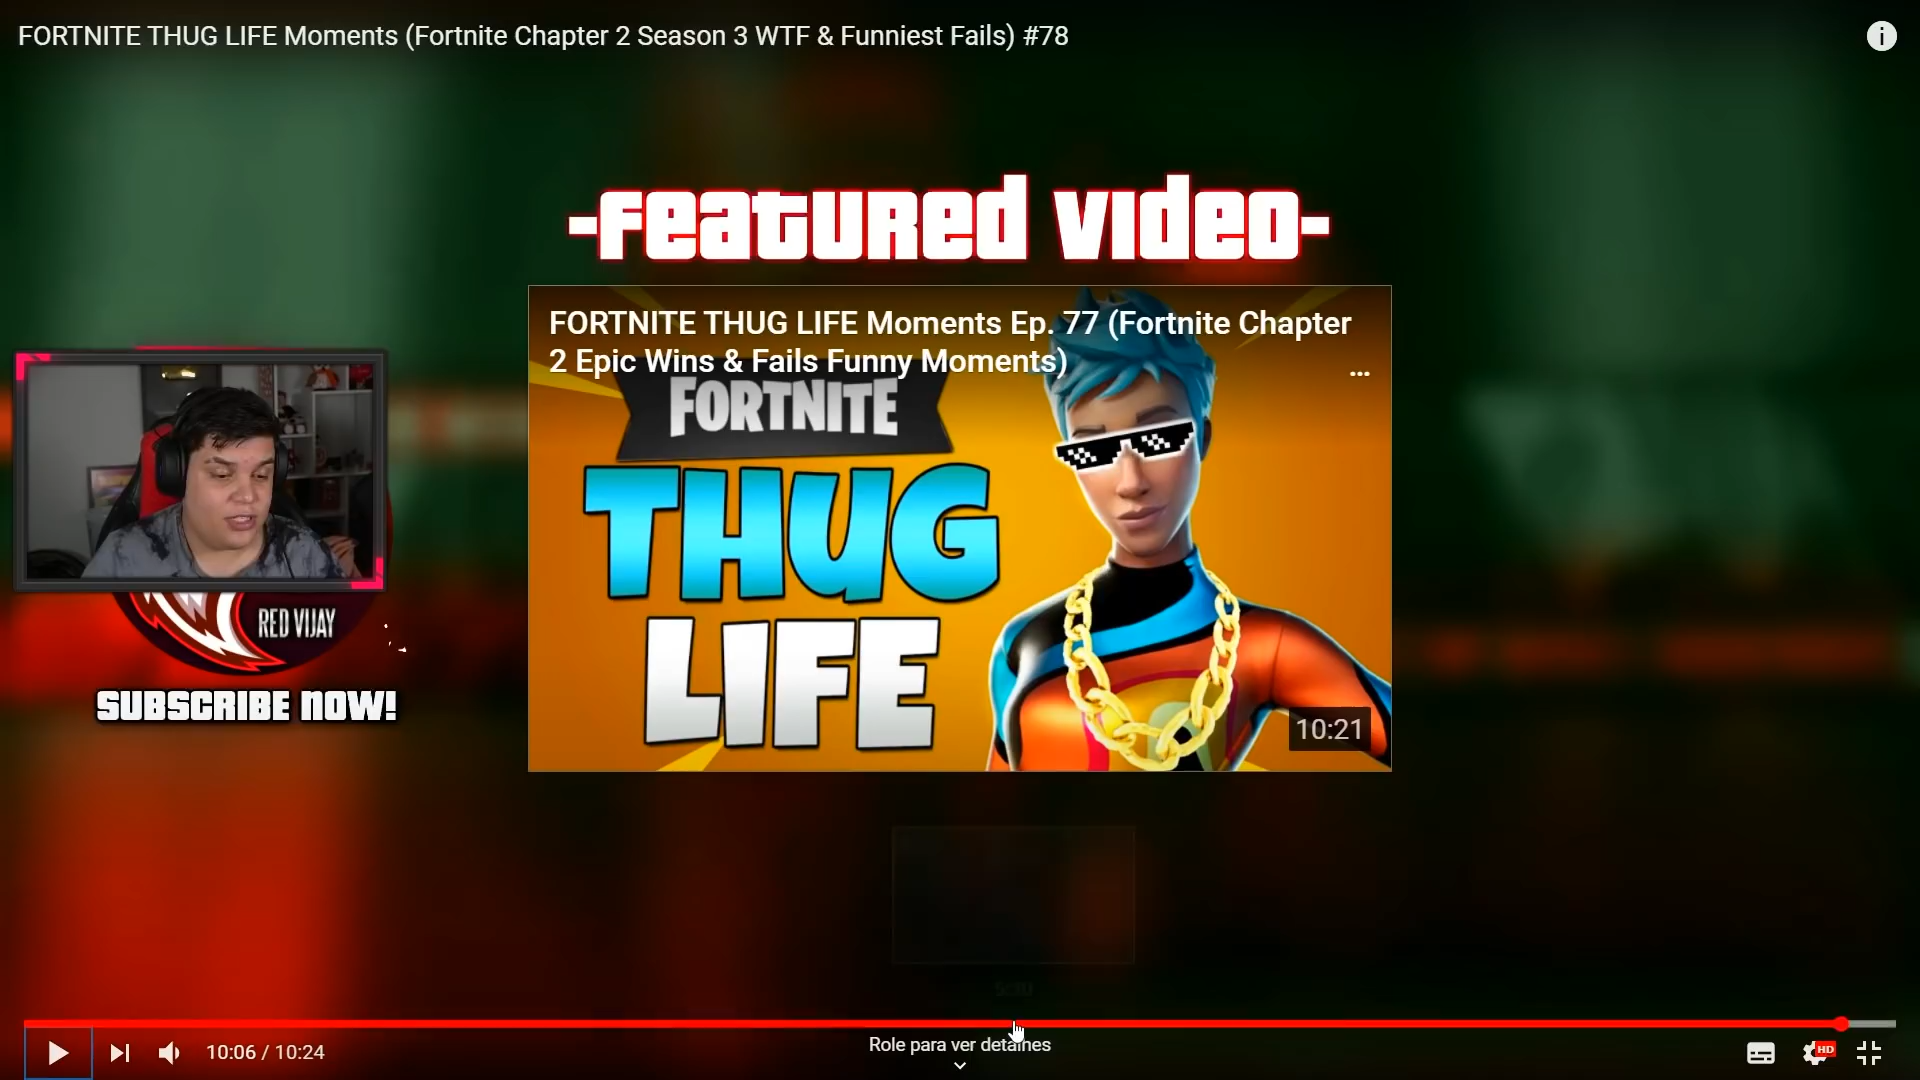 FORTNITE THUG LIFE Moments (Fortnite Chapter 2 Season 3 WTF & Funniest Fails) #78
-Featured Video-
FORTNITE THUG LIFE Moments Ep. 77 (Fortnite Chapter
2 Epic Wins & Fails Funny Moments)
FORTNITE
THUG
LIFE
10:21
RED VIJAY
SUBSCRIBE NOW!
10:06 / 10:24
Role para ver detalhes
HD